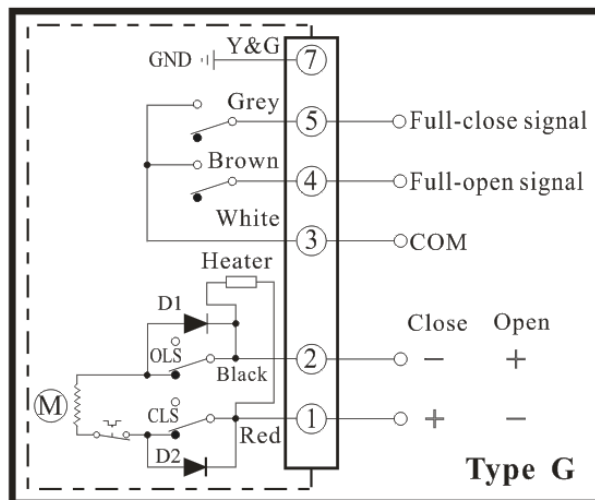 Y&G
GND
7
Grey
5
Full-close signal
Brown
4
Full-open signal
White
3
COM
Heater
D1
Close Open
OLS
2
− +
Black
M
CLS
1
+ −
Red
D2
Type G